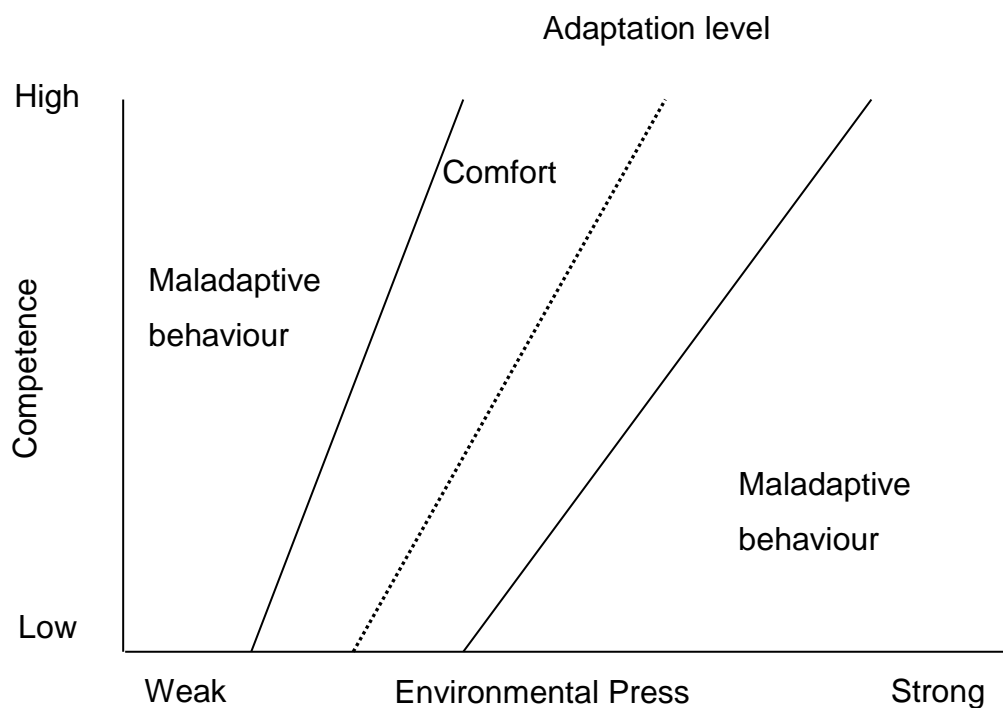 Adaptation level
High
Comfort
Maladaptive
behaviour
Competence
Maladaptive
behaviour
Low
Weak
Environmental Press
Strong